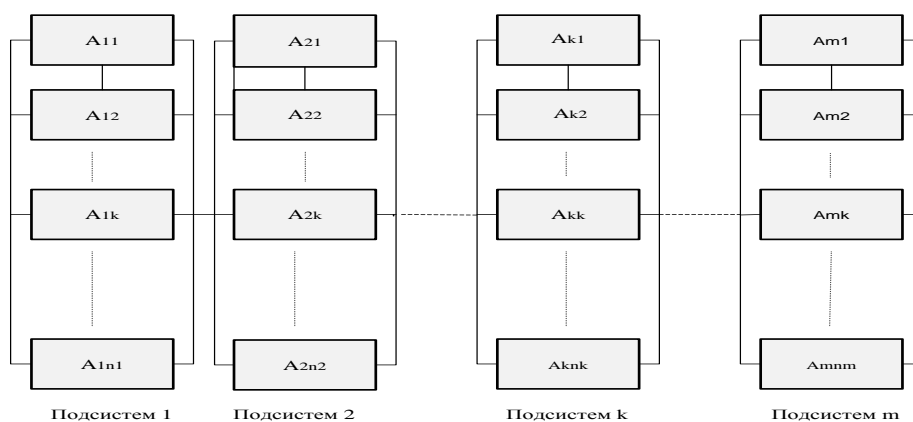 A11 A21 Ak1 Am1
A12 A22 Ak2 Am2
A1k A2k Akk Amk
A1n1 A2n2 Aknk Amnm
Подсистем 1 Подсистем 2 Подсистем k Подсистем m